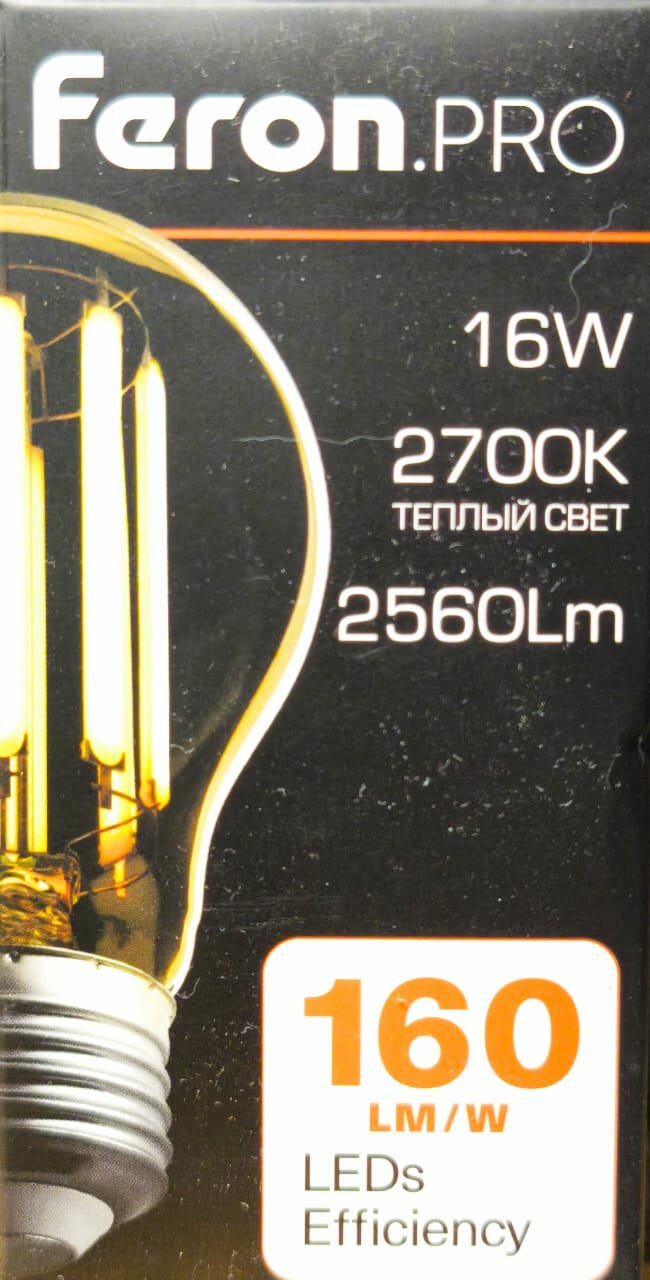 feron.PRO
16W
2700K
ТЕПЛЫЙ СВЕТ
2560Lm
160
LM/W
LEDs
Efficiency